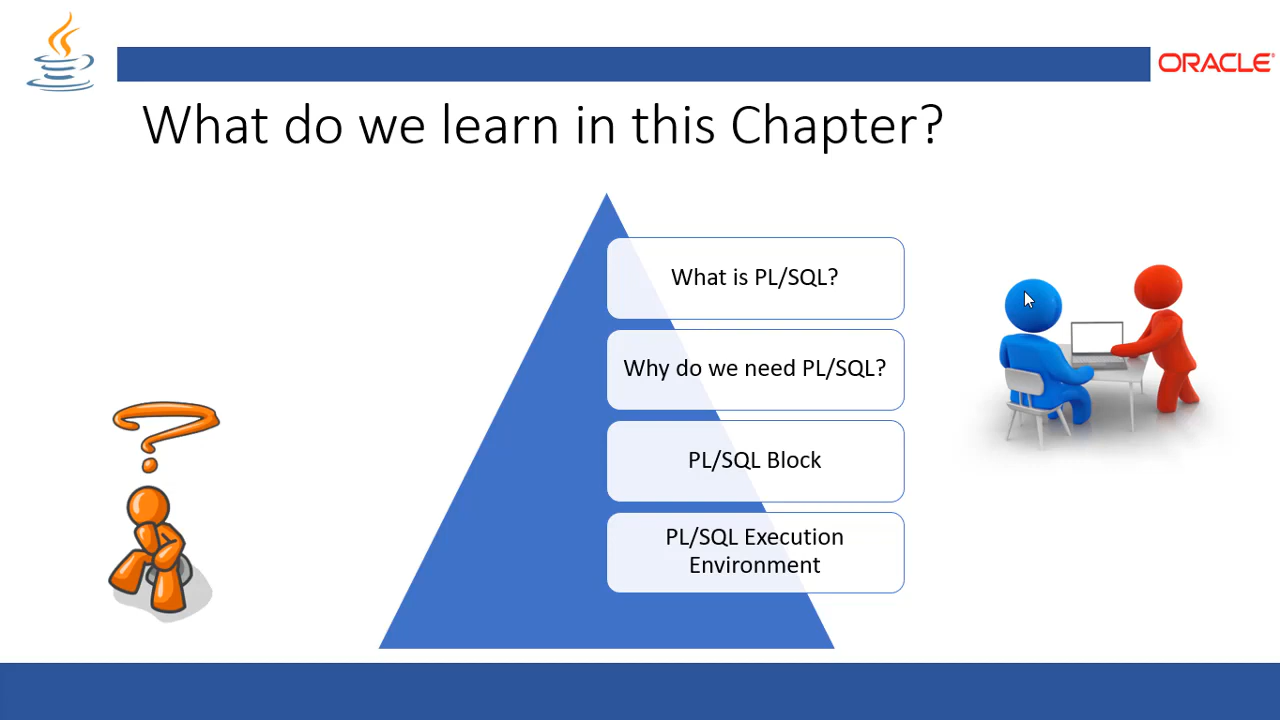 ORACLE
What do we learn in this Chapter?
What is PL/SQL?
Why do we need PL/SQL?
PL/SQL Block
PL/SQL Execution
Environment